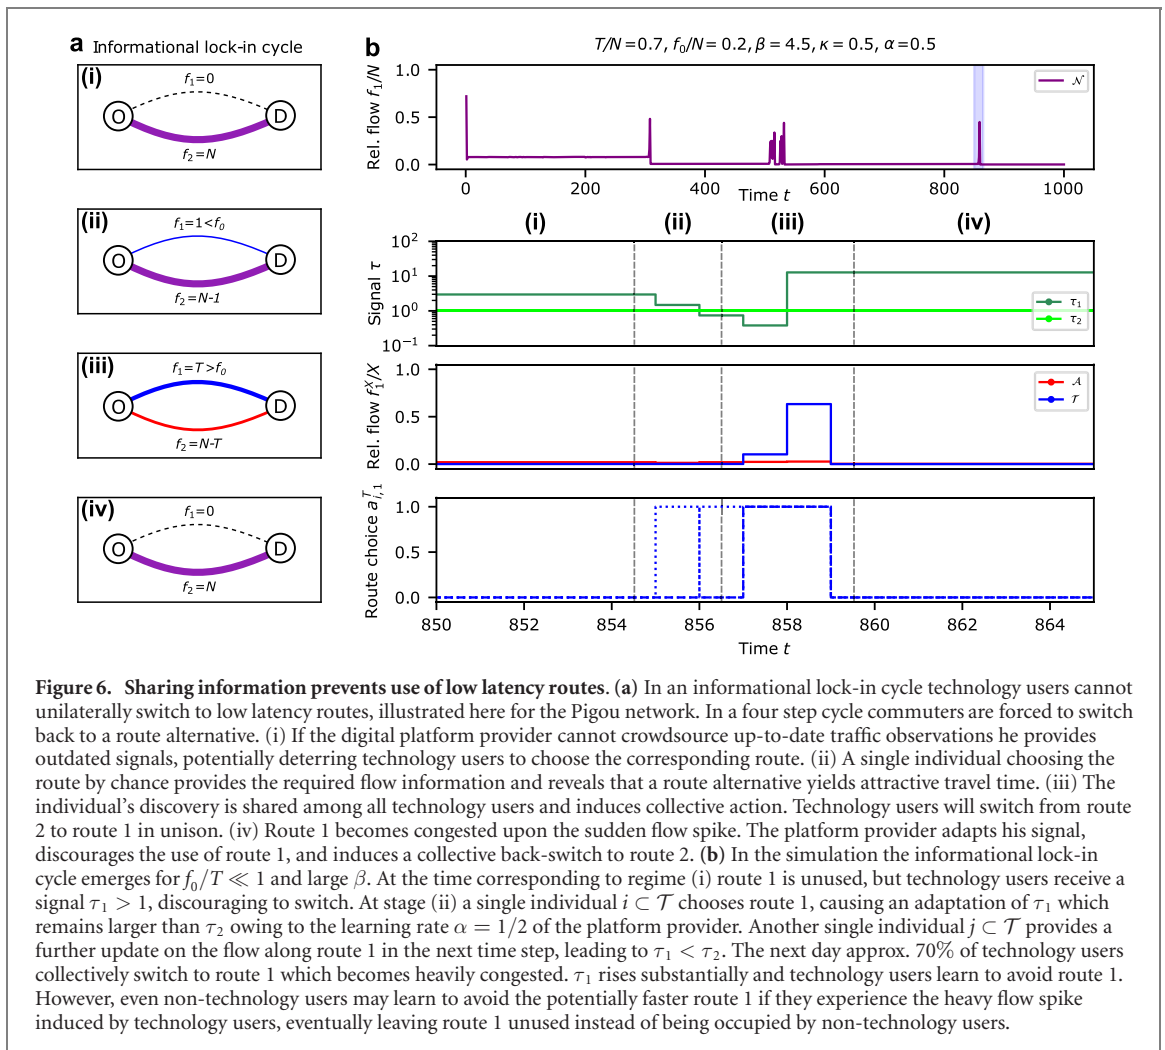 a Informational lock-in cycle
(i)
f₁=0
O
D
f₂=N
(ii)
f₁=1<f₀
O
D
f₂=N-1
(iii)
f₁=T>f₀
O
D
f₂=N-T
(iv)
f₁=0
O
D
f₂=N
b
T/N=0.7, f₀/N=0.2, β=4.5, κ=0.5, α=0.5
Rel. flow f₁/N
1.0
0.5
0.0
𝒩
0 200 400 600 800 1000
Time t
(i) (ii) (iii) (iv)
Signal τ
10²
10¹
10⁰
10⁻¹
τ₁
τ₂
Rel. flow f₁ˣ/X
1.0
0.5
0.0
𝒜
𝒯
Route choice aᵀᵢ,₁
1.0
0.5
0.0
850 852 854 856 858 860 862 864
Time t
Figure 6. Sharing information prevents use of low latency routes. (a) In an informational lock-in cycle technology users cannot
unilaterally switch to low latency routes, illustrated here for the Pigou network. In a four step cycle commuters are forced to switch
back to a route alternative. (i) If the digital platform provider cannot crowdsource up-to-date traffic observations he provides
outdated signals, potentially deterring technology users to choose the corresponding route. (ii) A single individual choosing the
route by chance provides the required flow information and reveals that a route alternative yields attractive travel time. (iii) The
individual's discovery is shared among all technology users and induces collective action. Technology users will switch from route
2 to route 1 in unison. (iv) Route 1 becomes congested upon the sudden flow spike. The platform provider adapts his signal,
discourages the use of route 1, and induces a collective back-switch to route 2. (b) In the simulation the informational lock-in
cycle emerges for f₀/T ≪ 1 and large β. At the time corresponding to regime (i) route 1 is unused, but technology users receive a
signal τ₁ > 1, discouraging to switch. At stage (ii) a single individual i ⊂ 𝒯 chooses route 1, causing an adaptation of τ₁ which
remains larger than τ₂ owing to the learning rate α = 1/2 of the platform provider. Another single individual j ⊂ 𝒯 provides a
further update on the flow along route 1 in the next time step, leading to τ₁ < τ₂. The next day approx. 70% of technology users
collectively switch to route 1 which becomes heavily congested. τ₁ rises substantially and technology users learn to avoid route 1.
However, even non-technology users may learn to avoid the potentially faster route 1 if they experience the heavy flow spike
induced by technology users, eventually leaving route 1 unused instead of being occupied by non-technology users.